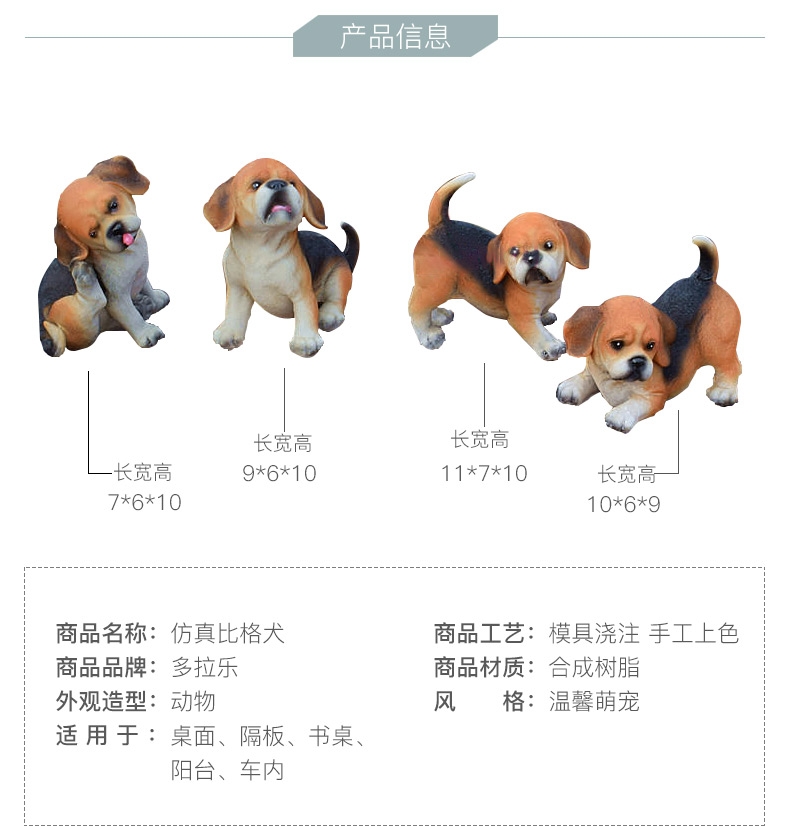 产品信息
长宽高
7*6*10
长宽高
9*6*10
长宽高
11*7*10
长宽高
10*6*9
商品名称：仿真比格犬
商品品牌：多拉乐
外观造型：动物
适用于：桌面、隔板、书桌、
阳台、车内
商品工艺：模具浇注 手工上色
商品材质：合成树脂
风格：温馨萌宠